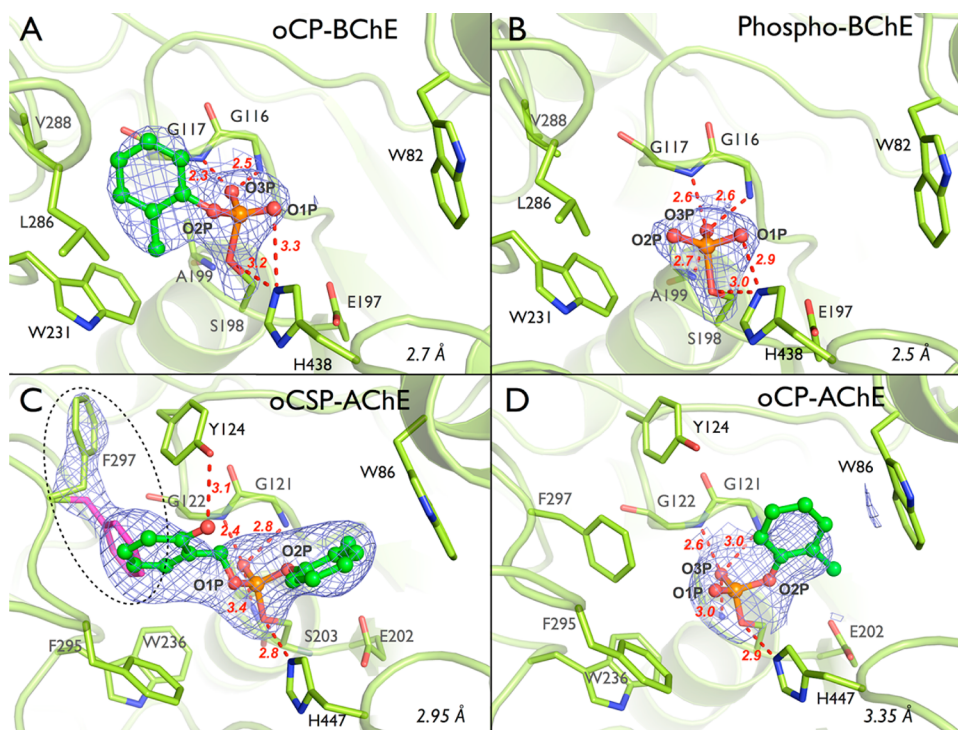 A
oCP-BChE
V288
G117
G116
W82
2.5
2.3
O3P
O1P
L286
O2P
3.3
3.2
A199
E197
W231
S198
H438
2.7 Å
B
Phospho-BChE
V288
G116
G117
W82
2.6
2.6
L286
O3P
O2P
O1P
2.7
2.9
A199
3.0
E197
W231
S198
H438
2.5 Å
C
oCSP-AChE
Y124
F297
W86
3.1
G122
G121
2.4
2.8
O2P
O1P
3.4
F295
W236
S203
E202
2.8
H447
2.95 Å
D
oCP-AChE
Y124
W86
G121
F297
G122
2.6
3.0
O3P
O1P
O2P
3.0
F295
E202
W236
2.9
H447
3.35 Å